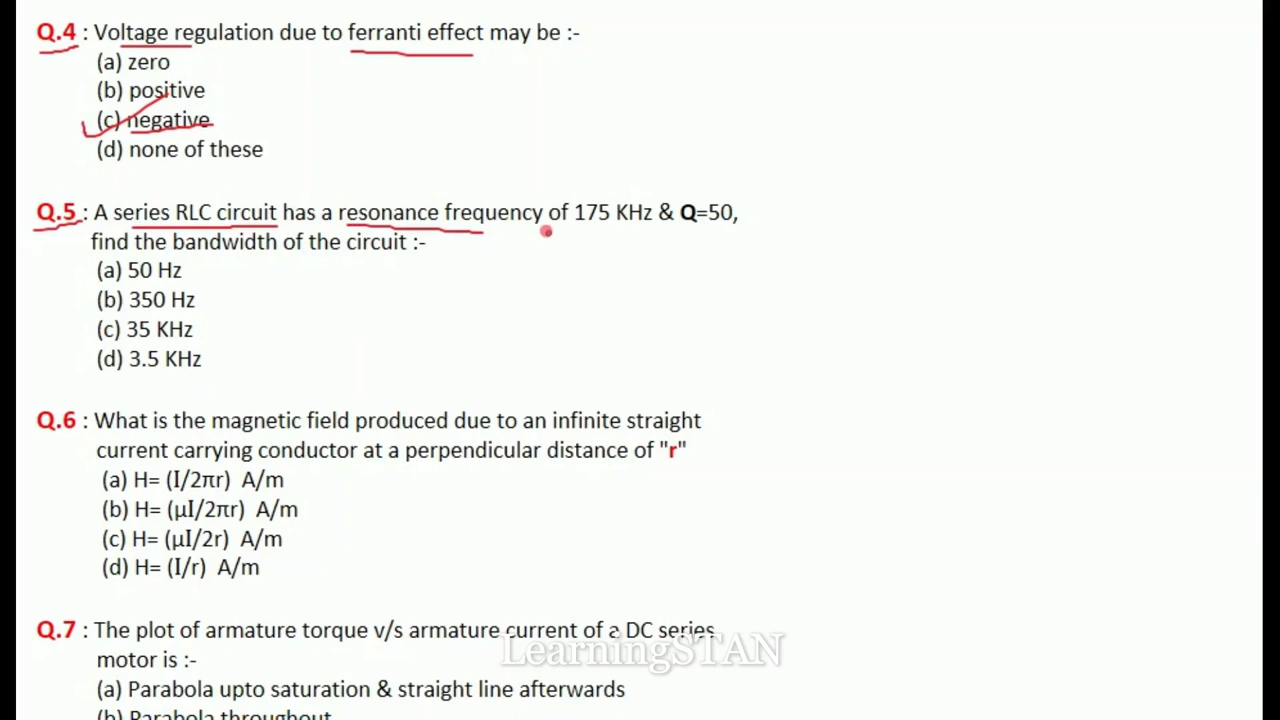 Q.4 : Voltage regulation due to ferranti effect may be :-
(a) zero
(b) positive
(c) negative
(d) none of these
Q.5 : A series RLC circuit has a resonance frequency of 175 KHz & Q=50,
find the bandwidth of the circuit :-
(a) 50 Hz
(b) 350 Hz
(c) 35 KHz
(d) 3.5 KHz
Q.6 : What is the magnetic field produced due to an infinite straight
current carrying conductor at a perpendicular distance of "r"
(a) H= (I/2πr) A/m
(b) H= (µI/2πr) A/m
(c) H= (µI/2r) A/m
(d) H= (I/r) A/m
Q.7 : The plot of armature torque v/s armature current of a DC series
motor is :-
LearningSTAN
(a) Parabola upto saturation & straight line afterwards
(b) Parabola throughout